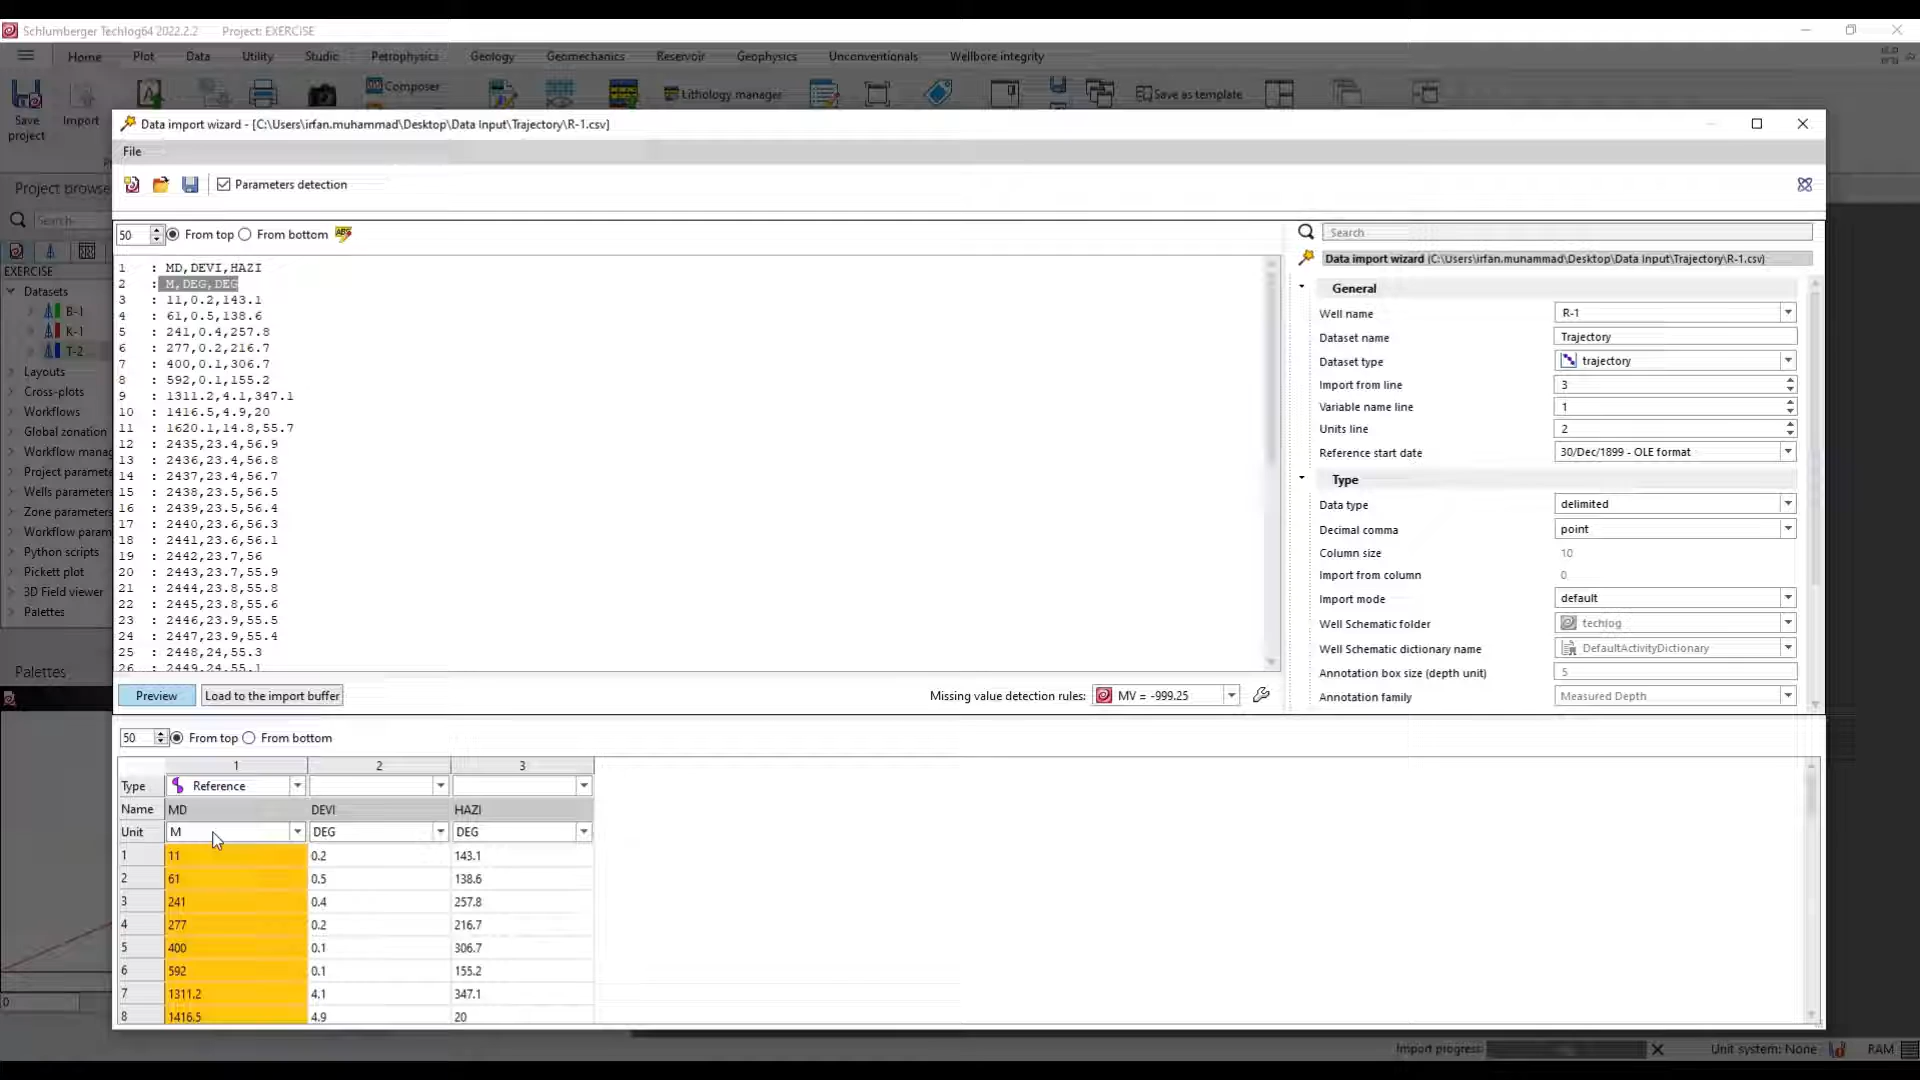 Schlumberger Techlog64 2022.2.2 Project: EXERCISE
Home Plot Data Utility Studio Petrophysics Geology Geomechanics Reservoir Geophysics Unconventionals Wellbore integrity
Save project
Import
Composer
Lithology manager
Save as template
Data import wizard - [C:\Users\irfan.muhammad\Desktop\Data Input\Trajectory\R-1.csv]
File
Parameters detection
Project browse
Search
EXERCISE
Datasets
B-1
K-1
T-2
Layouts
Cross-plots
Workflows
Global zonation
Workflow manag
Project paramete
Wells parameters
Zone parameters
Workflow param
Python scripts
Pickett plot
3D Field viewer
Palettes
Palettes
0
50 From top From bottom
1 : MD,DEVI,HAZI
2 : M,DEG,DEG
3 : 11,0.2,143.1
4 : 61,0.5,138.6
5 : 241,0.4,257.8
6 : 277,0.2,216.7
7 : 400,0.1,306.7
8 : 592,0.1,155.2
9 : 1311.2,4.1,347.1
10 : 1416.5,4.9,20
11 : 1620.1,14.8,55.7
12 : 2435,23.4,56.9
13 : 2436,23.4,56.8
14 : 2437,23.4,56.7
15 : 2438,23.5,56.5
16 : 2439,23.5,56.4
17 : 2440,23.6,56.3
18 : 2441,23.6,56.1
19 : 2442,23.7,56
20 : 2443,23.7,55.9
21 : 2444,23.8,55.8
22 : 2445,23.8,55.6
23 : 2446,23.9,55.5
24 : 2447,23.9,55.4
25 : 2448,24,55.3
26 : 2449,24,55.1
Preview Load to the import buffer Missing value detection rules: MV = -999.25
Search
Data import wizard (C:\Users\irfan.muhammad\Desktop\Data Input\Trajectory\R-1.csv)
General
Well name R-1
Dataset name Trajectory
Dataset type trajectory
Import from line 3
Variable name line 1
Units line 2
Reference start date 30/Dec/1899 - OLE format
Type
Data type delimited
Decimal comma point
Column size 10
Import from column 0
Import mode default
Well Schematic folder techlog
Well Schematic dictionary name DefaultActivityDictionary
Annotation box size (depth unit) 5
Annotation family Measured Depth
50 From top From bottom
1 2 3
Type Reference
Name MD DEVI HAZI
Unit M DEG DEG
1 11 0.2 143.1
2 61 0.5 138.6
3 241 0.4 257.8
4 277 0.2 216.7
5 400 0.1 306.7
6 592 0.1 155.2
7 1311.2 4.1 347.1
8 1416.5 4.9 20
Import progress: Unit system: None RAM